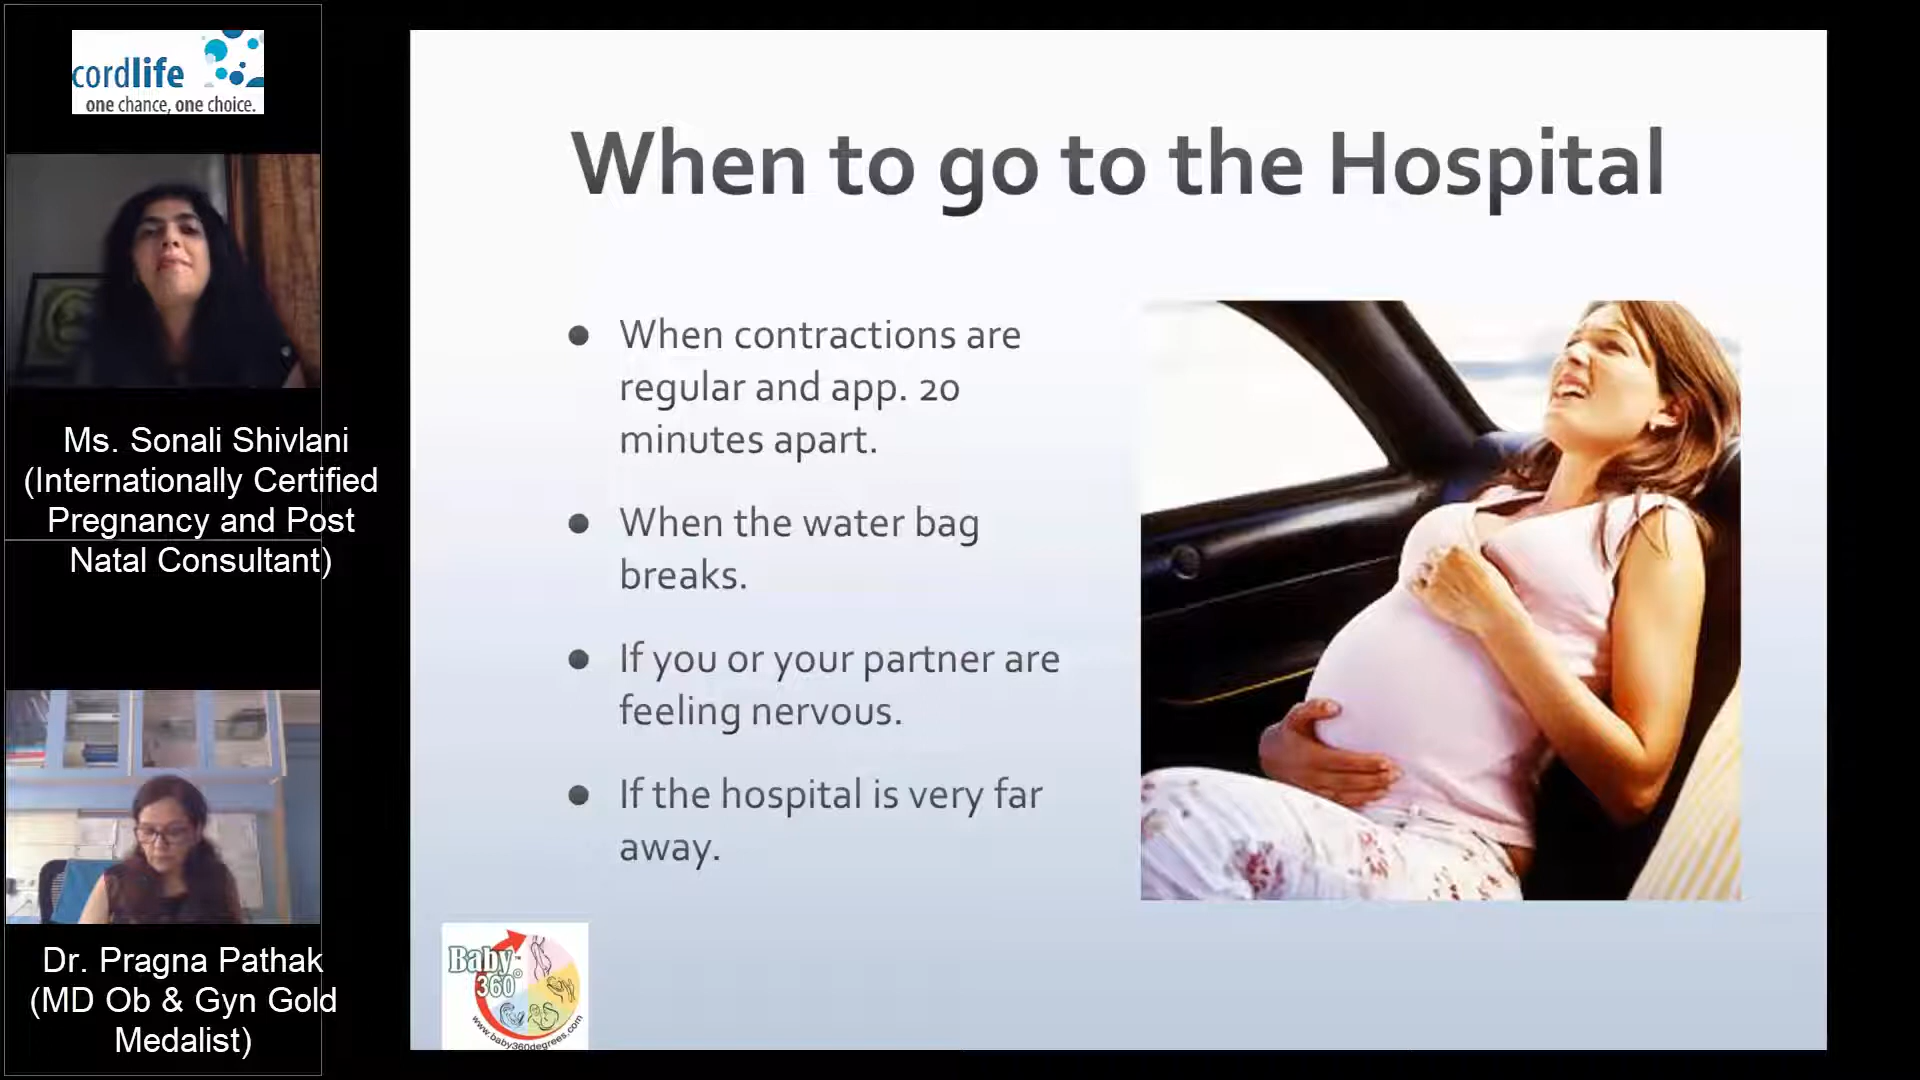 cordlife
one chance, one choice.
Ms. Sonali Shivlani
(Internationally Certified
Pregnancy and Post
Natal Consultant)
Dr. Pragna Pathak
(MD Ob & Gyn Gold
Medalist)
When to go to the Hospital
● When contractions are
regular and app. 20
minutes apart.
● When the water bag
breaks.
● If you or your partner are
feeling nervous.
● If the hospital is very far
away.
Baby™
360°
www.baby360degrees.com